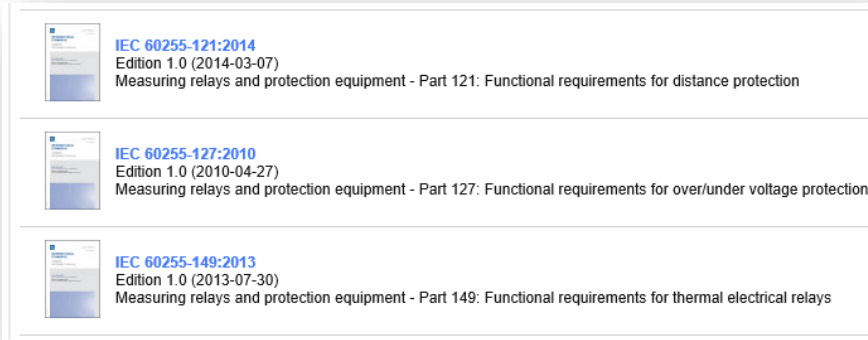 IEC 60255-121:2014
Edition 1.0 (2014-03-07)
Measuring relays and protection equipment - Part 121: Functional requirements for distance protection
IEC 60255-127:2010
Edition 1.0 (2010-04-27)
Measuring relays and protection equipment - Part 127: Functional requirements for over/under voltage protection
IEC 60255-149:2013
Edition 1.0 (2013-07-30)
Measuring relays and protection equipment - Part 149: Functional requirements for thermal electrical relays